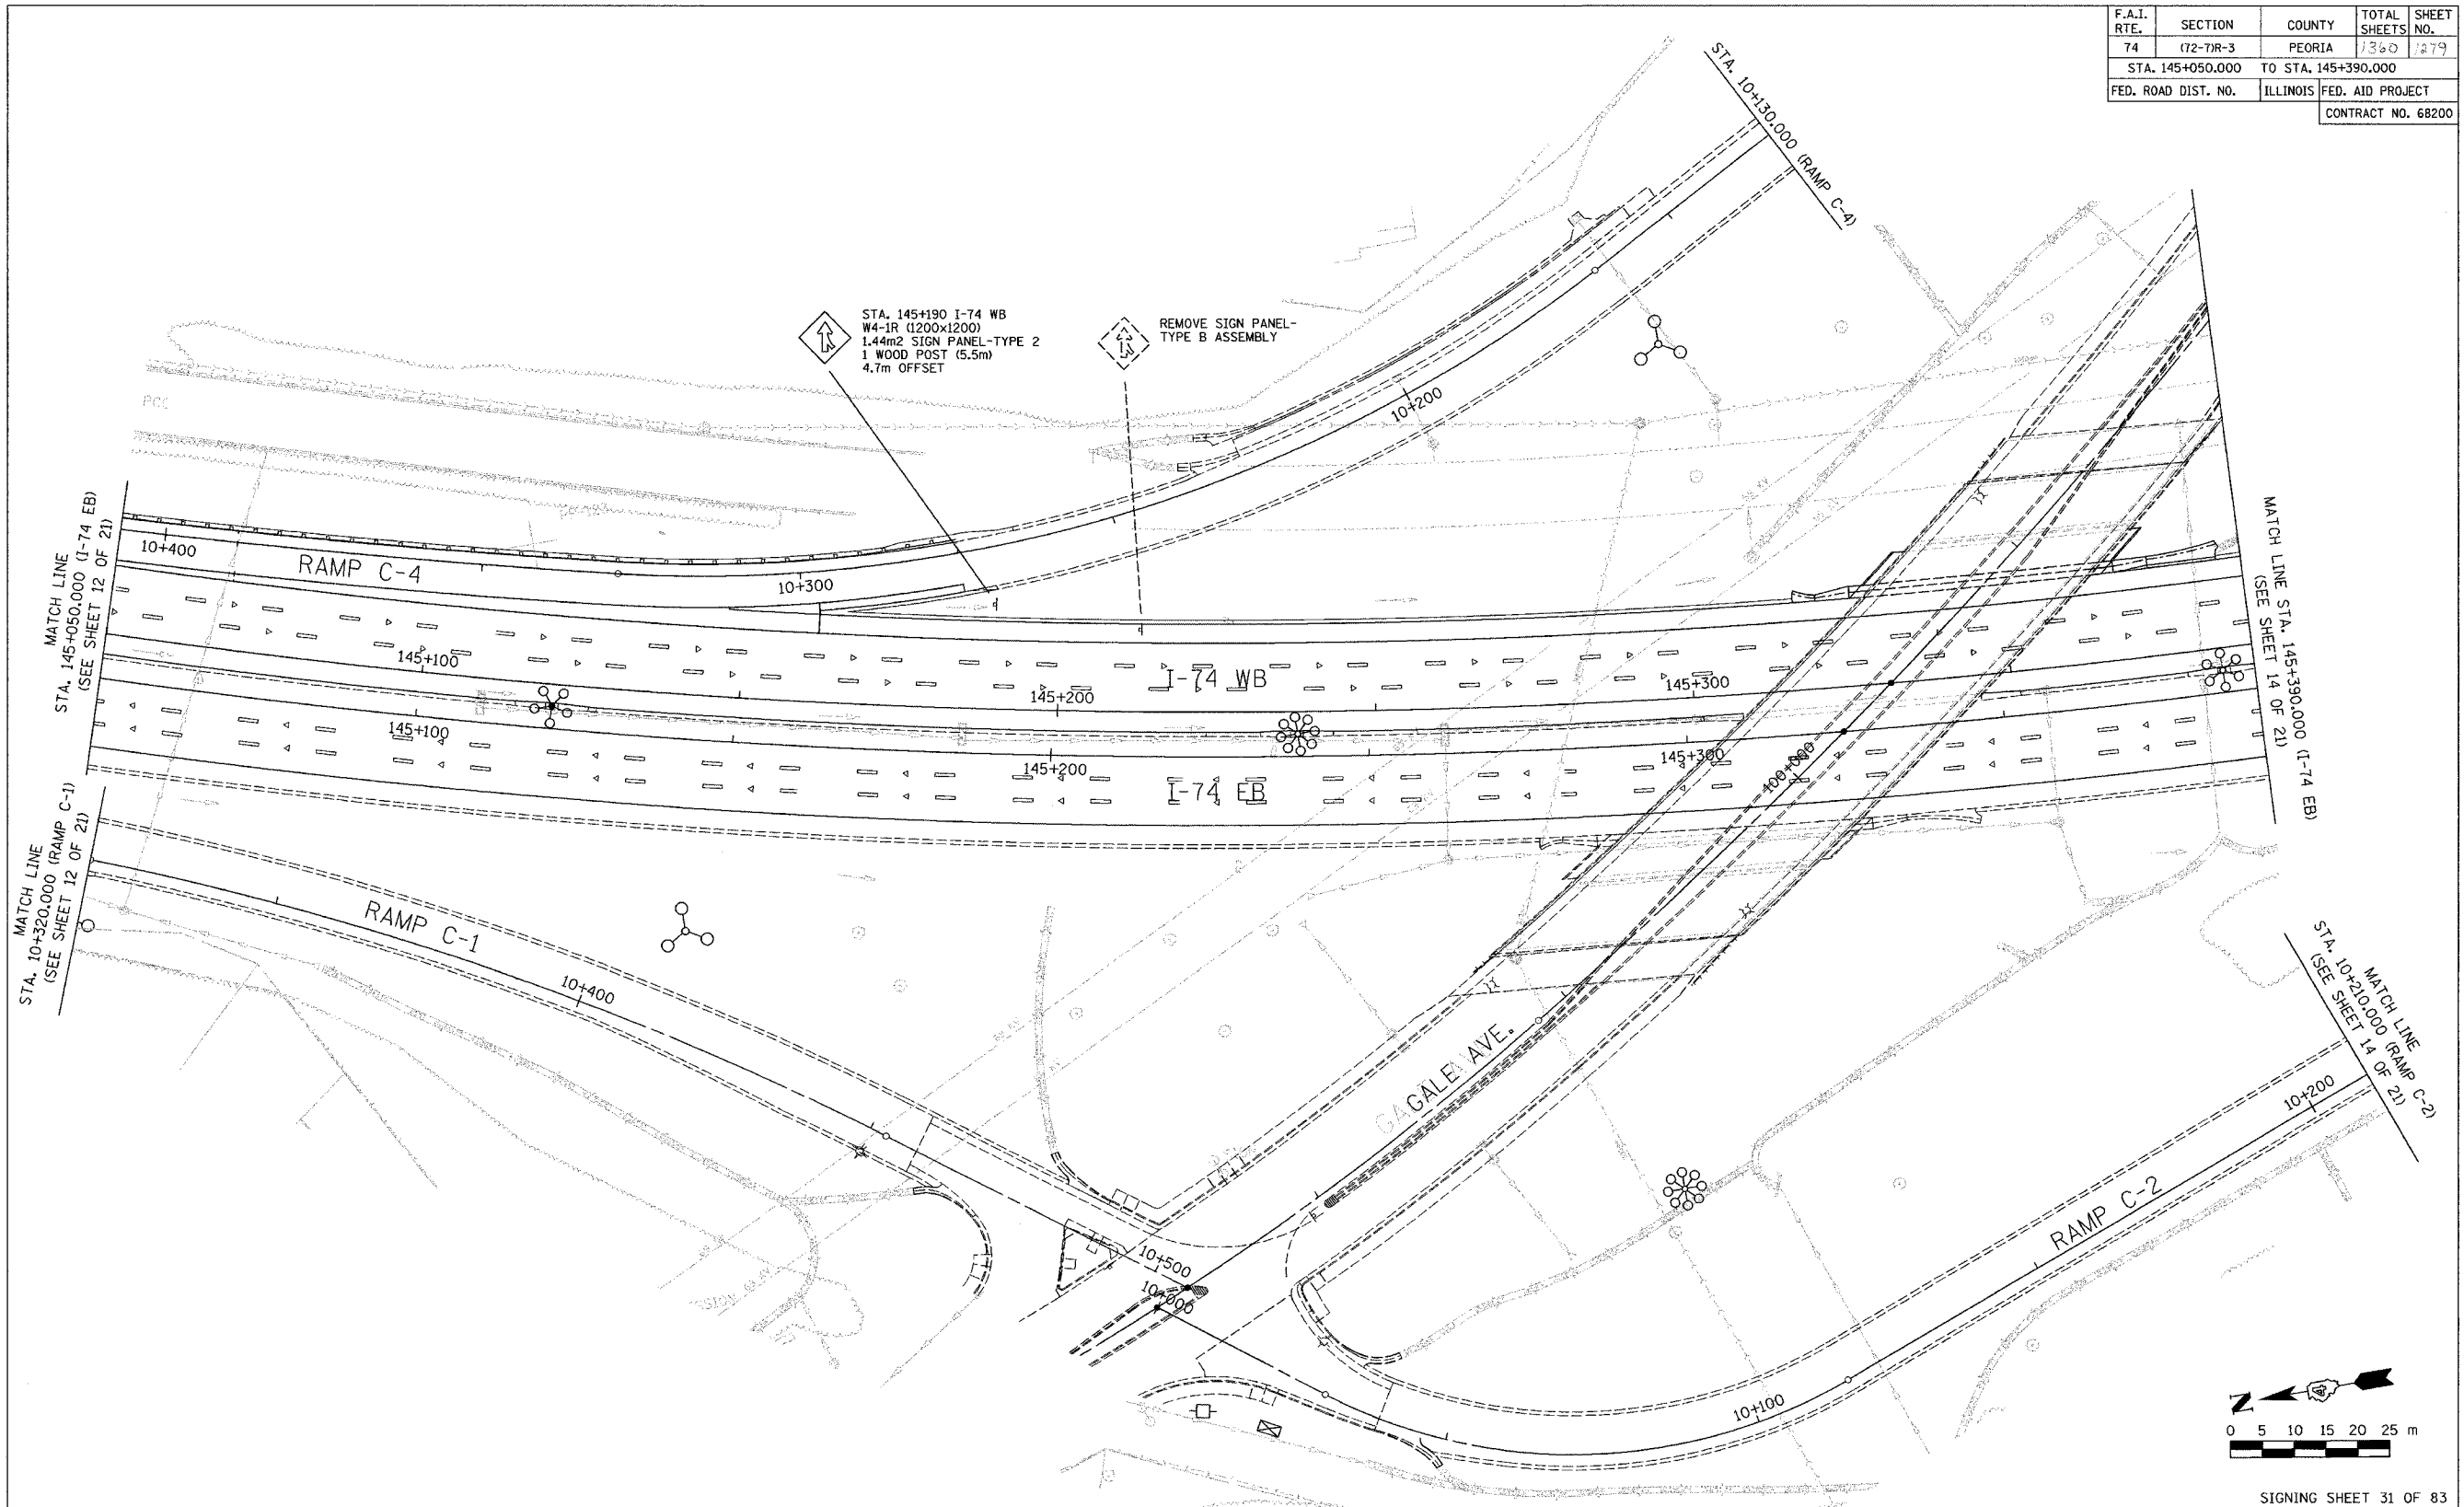 F.A.I. RTE. SECTION COUNTY TOTAL SHEETS SHEET NO.
74 (72-7)R-3 PEORIA 1360 1279
STA. 145+050.000 TO STA. 145+390.000
FED. ROAD DIST. NO. ILLINOIS FED. AID PROJECT
CONTRACT NO. 68200
STA. 10+130.000 (RAMP C-4)
STA. 145+190 I-74 WB
W4-1R (1200x1200)
1.44m2 SIGN PANEL-TYPE 2
1 WOOD POST (5.5m)
4.7m OFFSET
REMOVE SIGN PANEL-
TYPE B ASSEMBLY
PCC
10+200
MATCH LINE
STA. 145+050.000 (I-74 EB)
(SEE SHEET 12 OF 21)
10+400
RAMP C-4
10+300
MATCH LINE STA. 145+390.000 (I-74 EB)
(SEE SHEET 14 OF 21)
145+100
145+200
I-74 WB
145+300
145+100
145+200
I-74 EB
145+300
100+000
MATCH LINE
STA. 10+320.000 (RAMP C-1)
(SEE SHEET 12 OF 21)
RAMP C-1
10+400
GALE AVE.
MATCH LINE
STA. 10+210.000 (RAMP C-2)
(SEE SHEET 14 OF 21)
10+200
RAMP C-2
10+500
10+000
10+100
N
0 5 10 15 20 25 m
SIGNING SHEET 31 OF 83